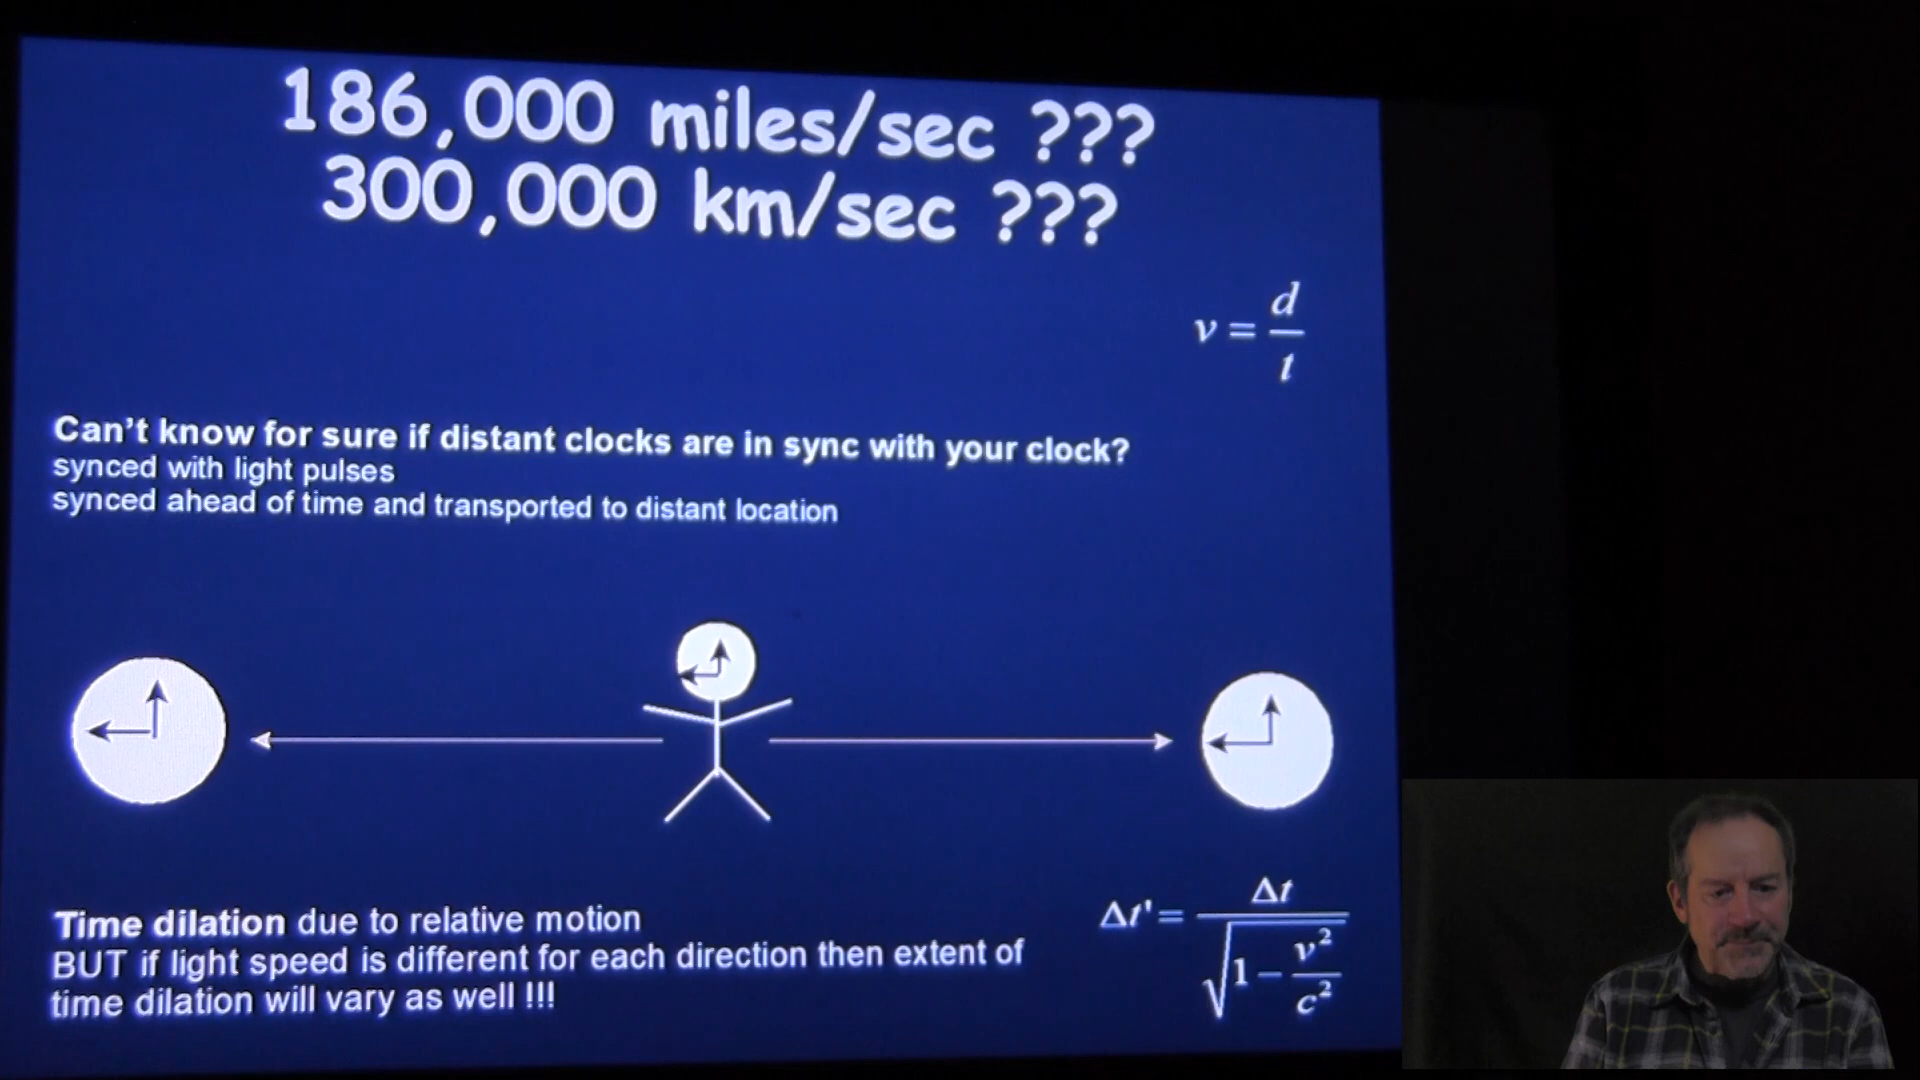 186,000 miles/sec ???
300,000 km/sec ???
v = d/t
Can't know for sure if distant clocks are in sync with your clock?
synced with light pulses
synced ahead of time and transported to distant location
Time dilation due to relative motion
BUT if light speed is different for each direction then extent of
time dilation will vary as well !!!
Δt' = Δt / √(1 − v²/c²)